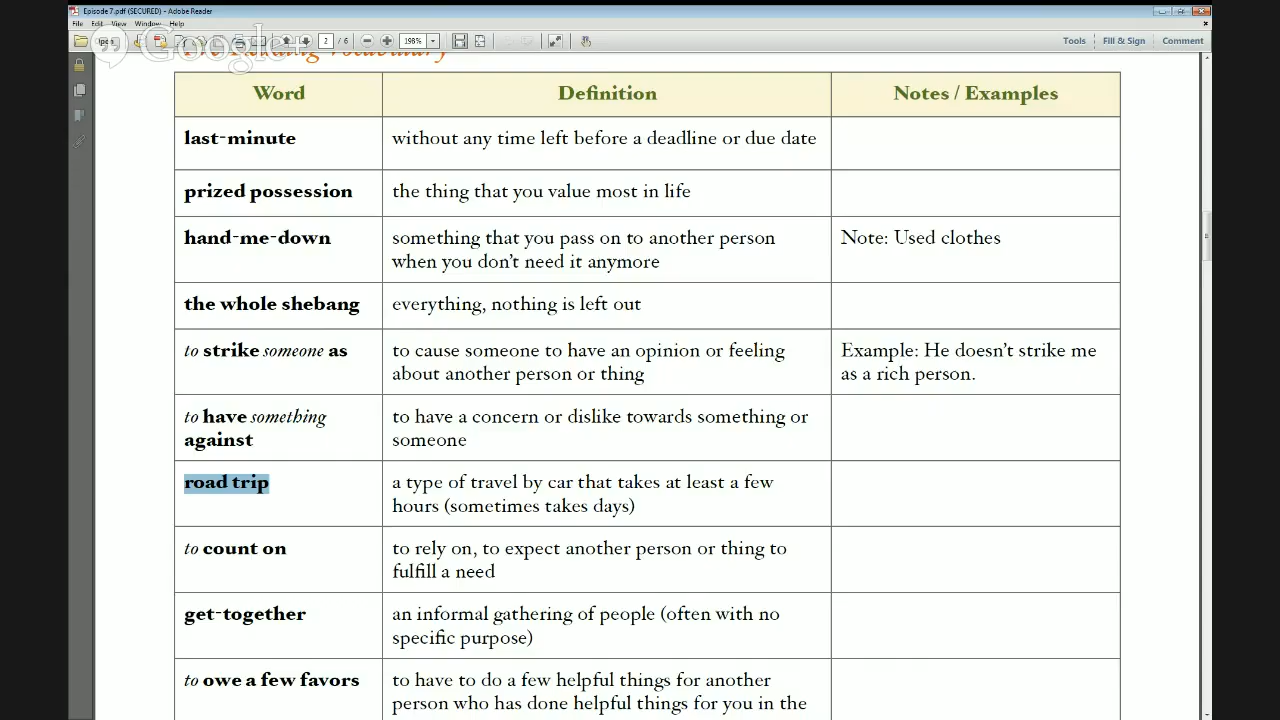 Episode 7.pdf (SECURED) - Adobe Reader
File Edit View Window Help
Open 2 / 6 198% Tools Fill & Sign Comment
Google+
Pre-Reading Vocabulary
Word Definition Notes / Examples
last-minute without any time left before a deadline or due date
prized possession the thing that you value most in life
hand-me-down something that you pass on to another person Note: Used clothes
when you don't need it anymore
the whole shebang everything, nothing is left out
to strike someone as to cause someone to have an opinion or feeling Example: He doesn't strike me
about another person or thing as a rich person.
to have something to have a concern or dislike towards something or
against someone
road trip a type of travel by car that takes at least a few
hours (sometimes takes days)
to count on to rely on, to expect another person or thing to
fulfill a need
get-together an informal gathering of people (often with no
specific purpose)
to owe a few favors to have to do a few helpful things for another
person who has done helpful things for you in the